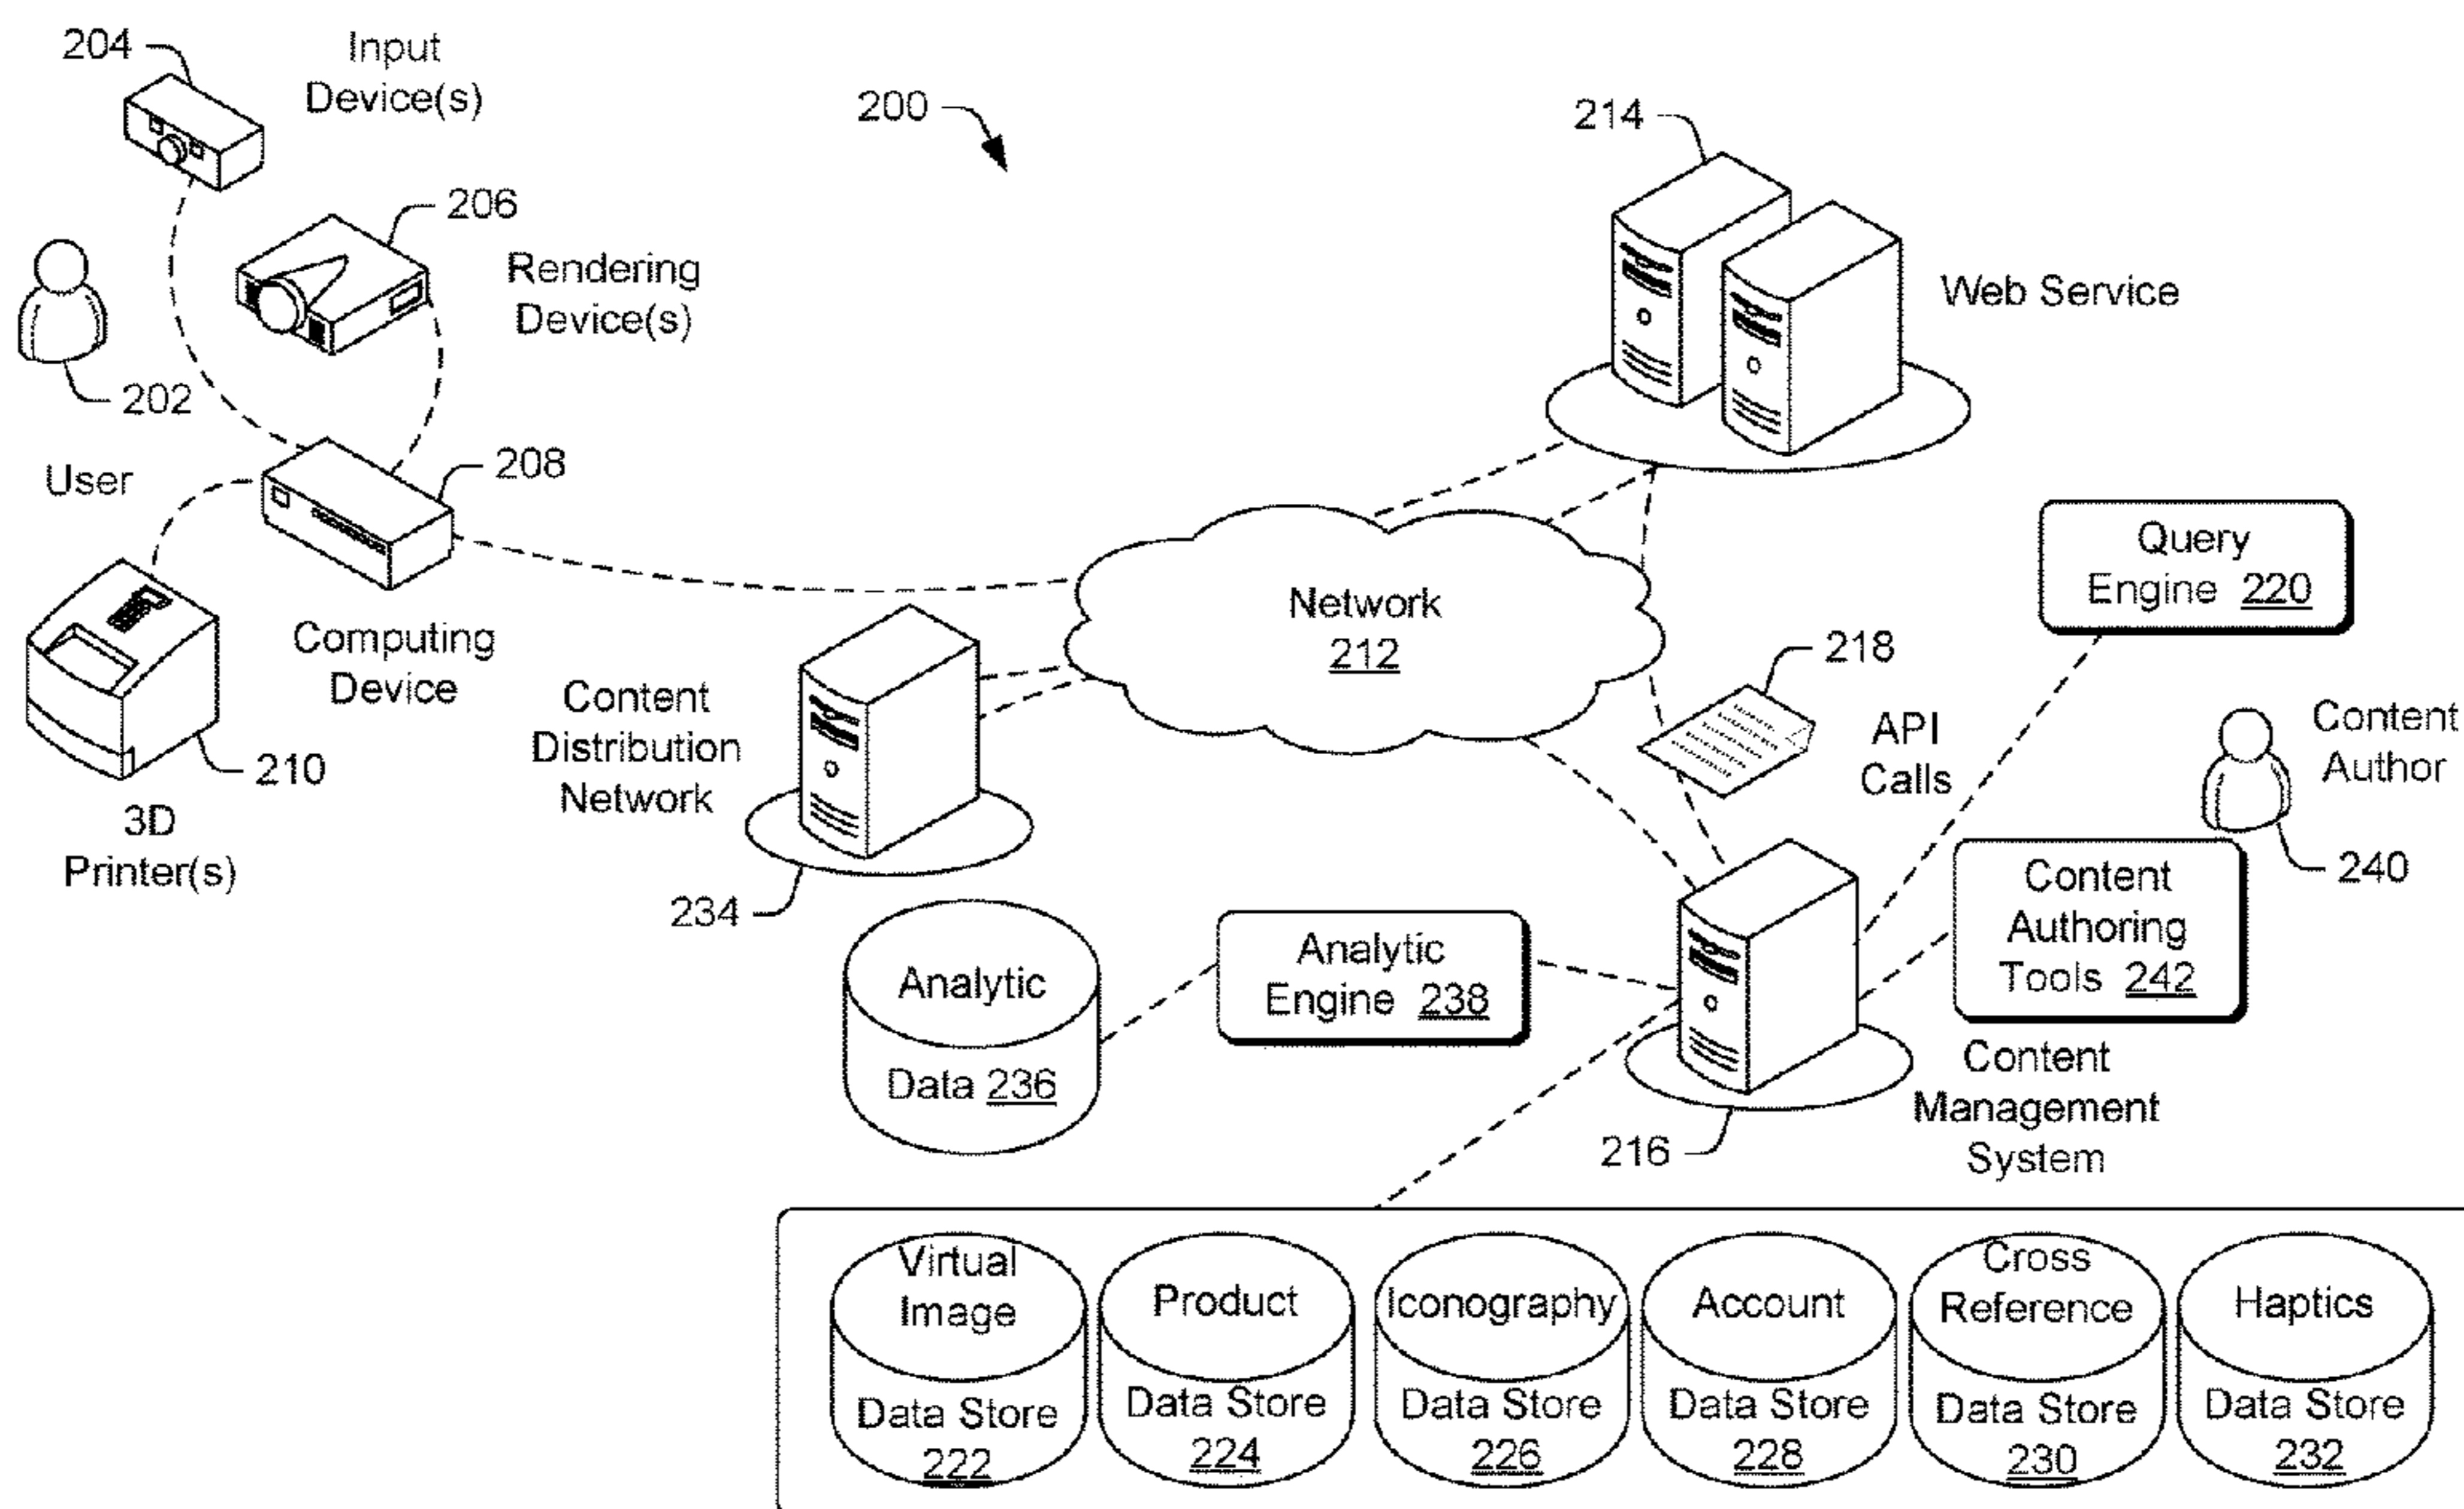 204
Input
Device(s)
200
214
206
Rendering
Device(s)
Web Service
202
User
208
Query
Engine 220
Network
212
Computing
Device
218
API
Calls
Content
Distribution
Network
Content
Author
210
3D
Printer(s)
240
234
Content
Authoring
Tools 242
Analytic
Data 236
Analytic
Engine 238
Content
Management
System
216
Virtual
Image
Data Store
222
Product
Data Store
224
Iconography
Data Store
226
Account
Data Store
228
Cross
Reference
Data Store
230
Haptics
Data Store
232